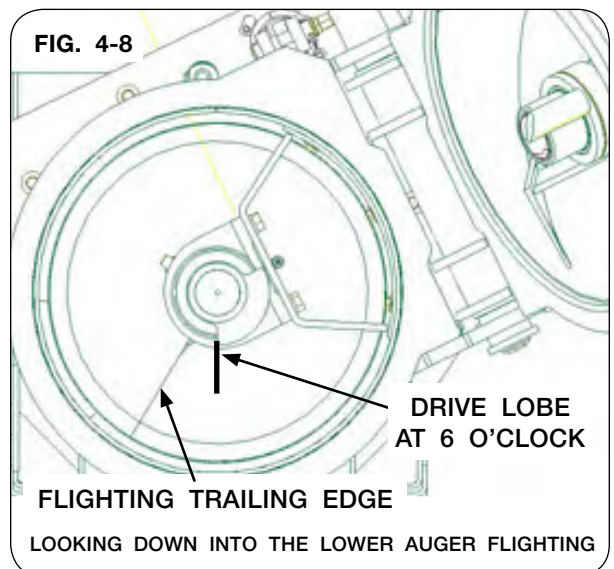 FIG. 4-8
DRIVE LOBE
AT 6 O'CLOCK
FLIGHTING TRAILING EDGE
LOOKING DOWN INTO THE LOWER AUGER FLIGHTING